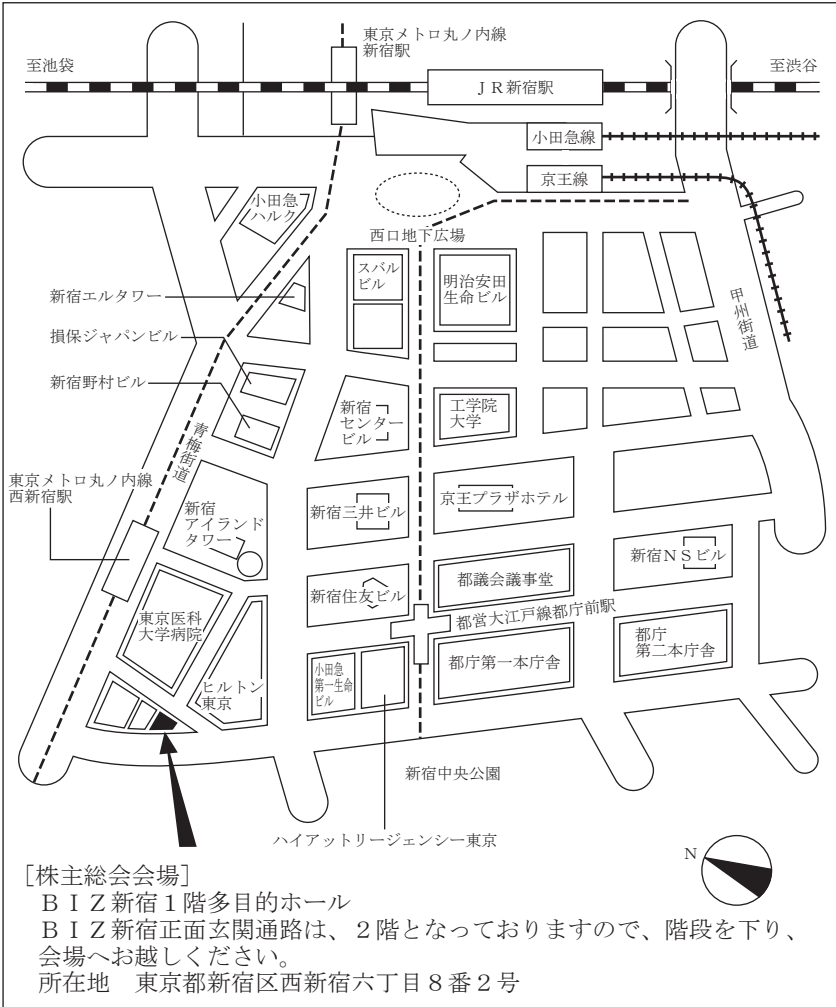 東京メトロ丸ノ内線
新宿駅
至池袋
至渋谷
ＪＲ新宿駅
小田急線
京王線
小田急
ハルク
西口地下広場
スバル
ビル
明治安田
生命ビル
甲州街道
新宿エルタワー
損保ジャパンビル
新宿野村ビル
青梅街道
新宿
センター
ビル
工学院
大学
東京メトロ丸ノ内線
西新宿駅
新宿
アイランド
タワー
新宿三井ビル
京王プラザホテル
新宿ＮＳビル
東京医科
大学病院
新宿住友ビル
都議会議事堂
都営大江戸線都庁前駅
ヒルトン
東京
小田急
第一生命
ビル
都庁第一本庁舎
都庁
第二本庁舎
新宿中央公園
ハイアットリージェンシー東京
N
［株主総会会場］
ＢＩＺ新宿１階多目的ホール
ＢＩＺ新宿正面玄関通路は、２階となっておりますので、階段を下り、
会場へお越しください。
所在地　東京都新宿区西新宿六丁目８番２号